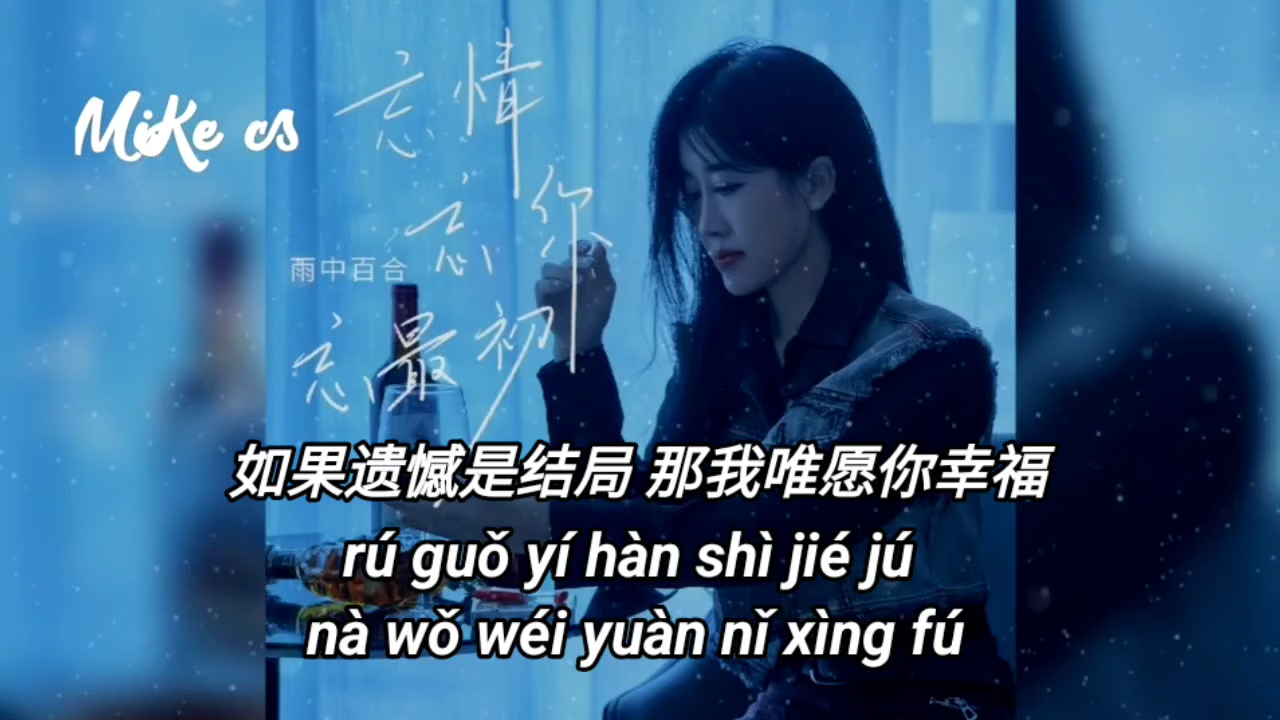 MiKe cs
忘情
忘你
雨中百合
忘最初
如果遗憾是结局 那我唯愿你幸福
rú guǒ yí hàn shì jié jú
nà wǒ wéi yuàn nǐ xìng fú